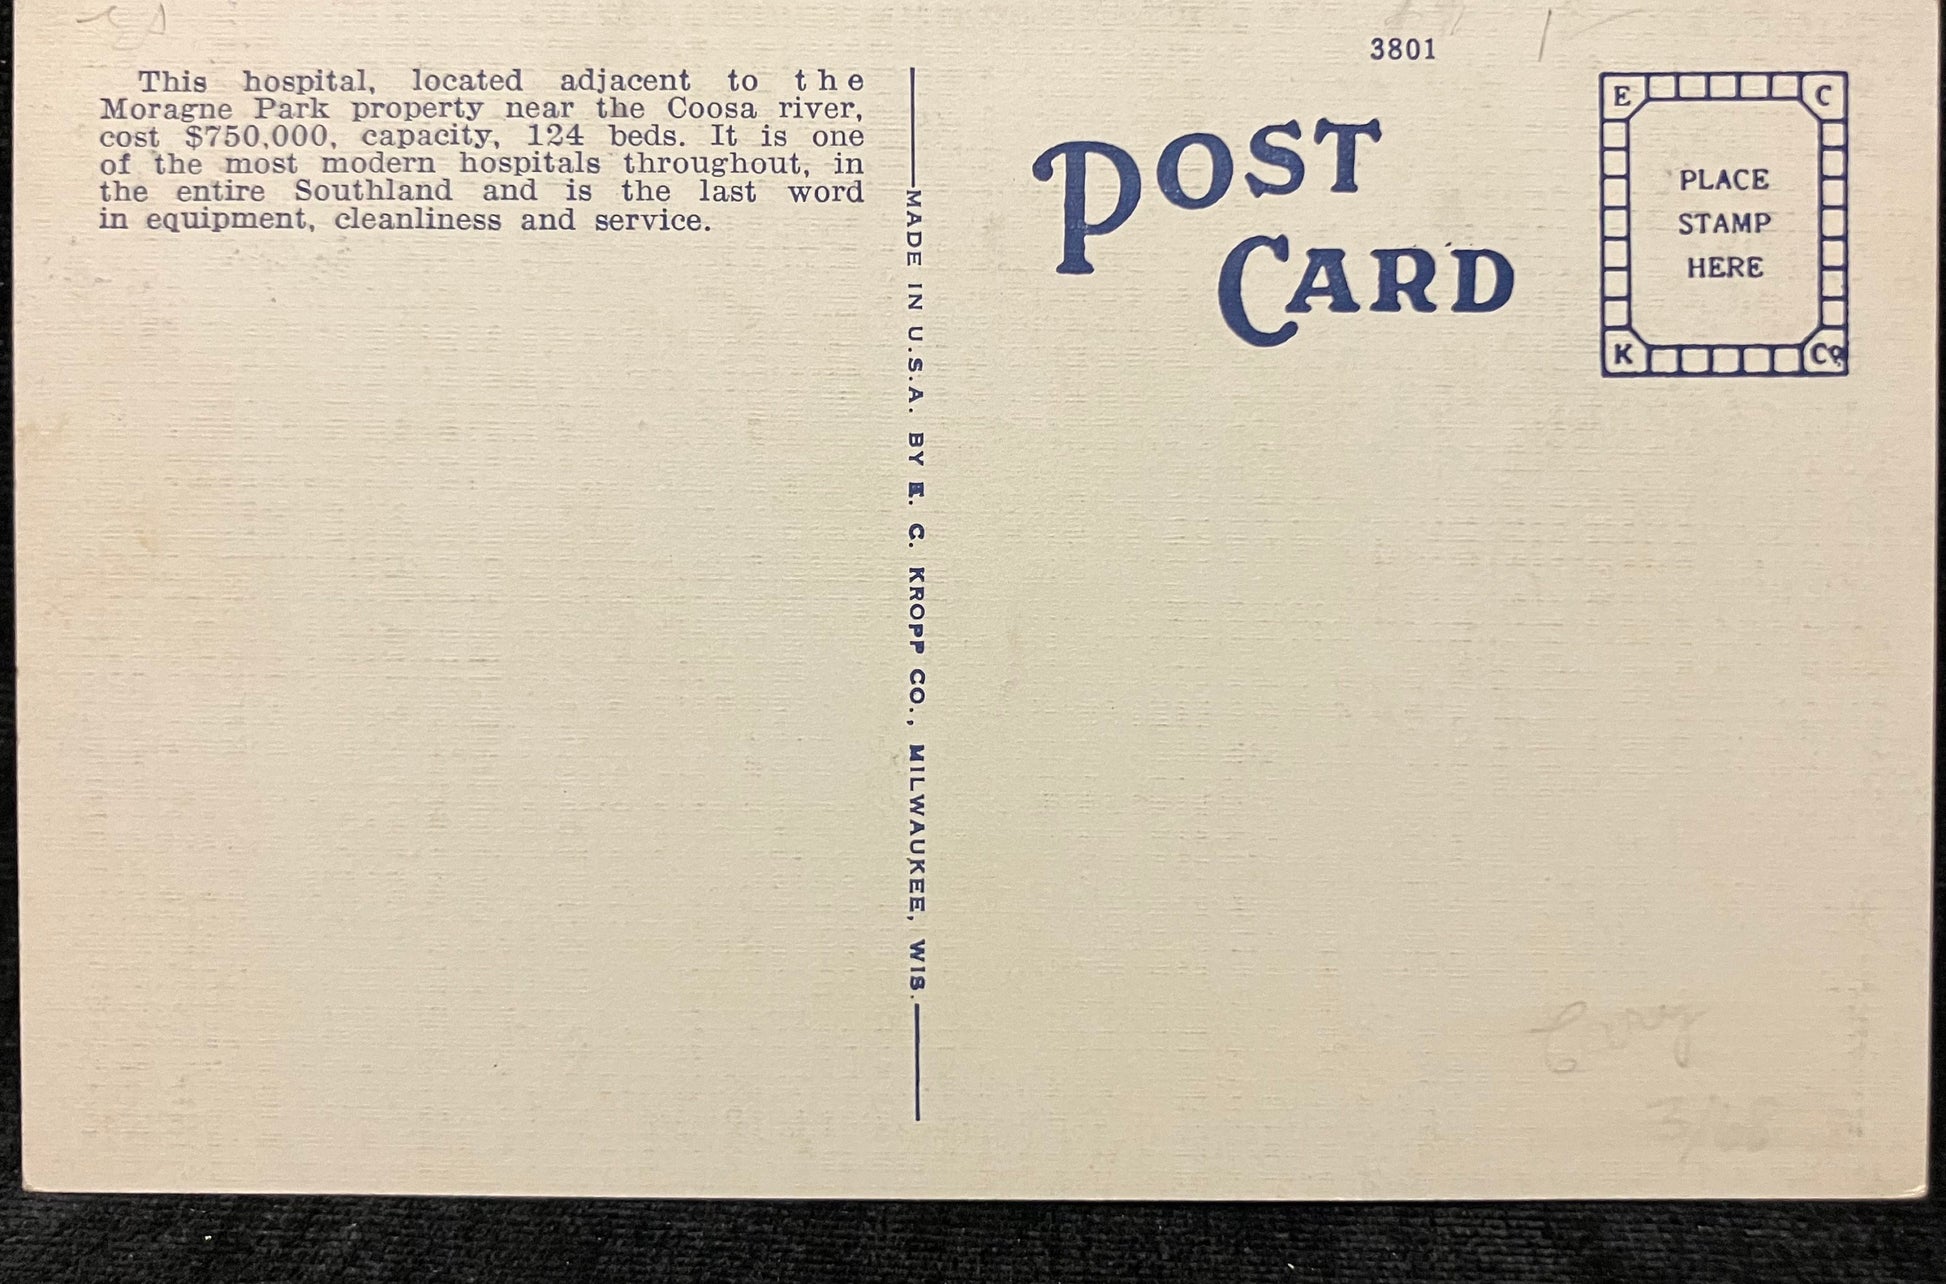 This hospital, located adjacent to the
Moragne Park property near the Coosa river,
cost $750,000, capacity, 124 beds. It is one
of the most modern hospitals throughout, in
the entire Southland and is the last word
in equipment, cleanliness and service.
MADE IN U.S.A. BY E. C. KROPP CO., MILWAUKEE, WIS.
3801
POST
CARD
E C
PLACE
STAMP
HERE
K Co.